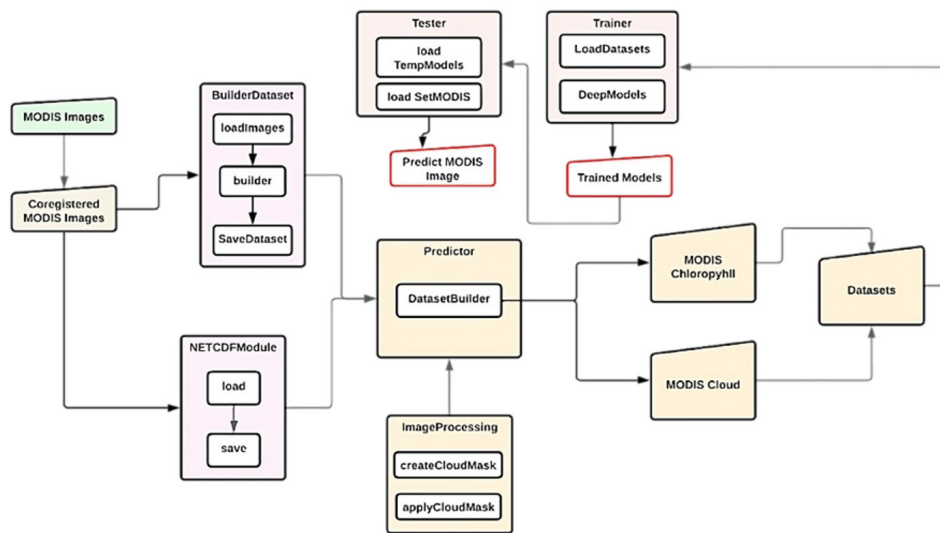 MODIS Images
Coregistered
MODIS Images
BuilderDataset
loadImages
builder
SaveDataset
NETCDFModule
load
save
Tester
load
TempModels
load SetMODIS
Predict MODIS
Image
Trainer
LoadDatasets
DeepModels
Trained Models
Predictor
DatasetBuilder
ImageProcessing
createCloudMask
applyCloudMask
MODIS
Chloropyhll
MODIS Cloud
Datasets